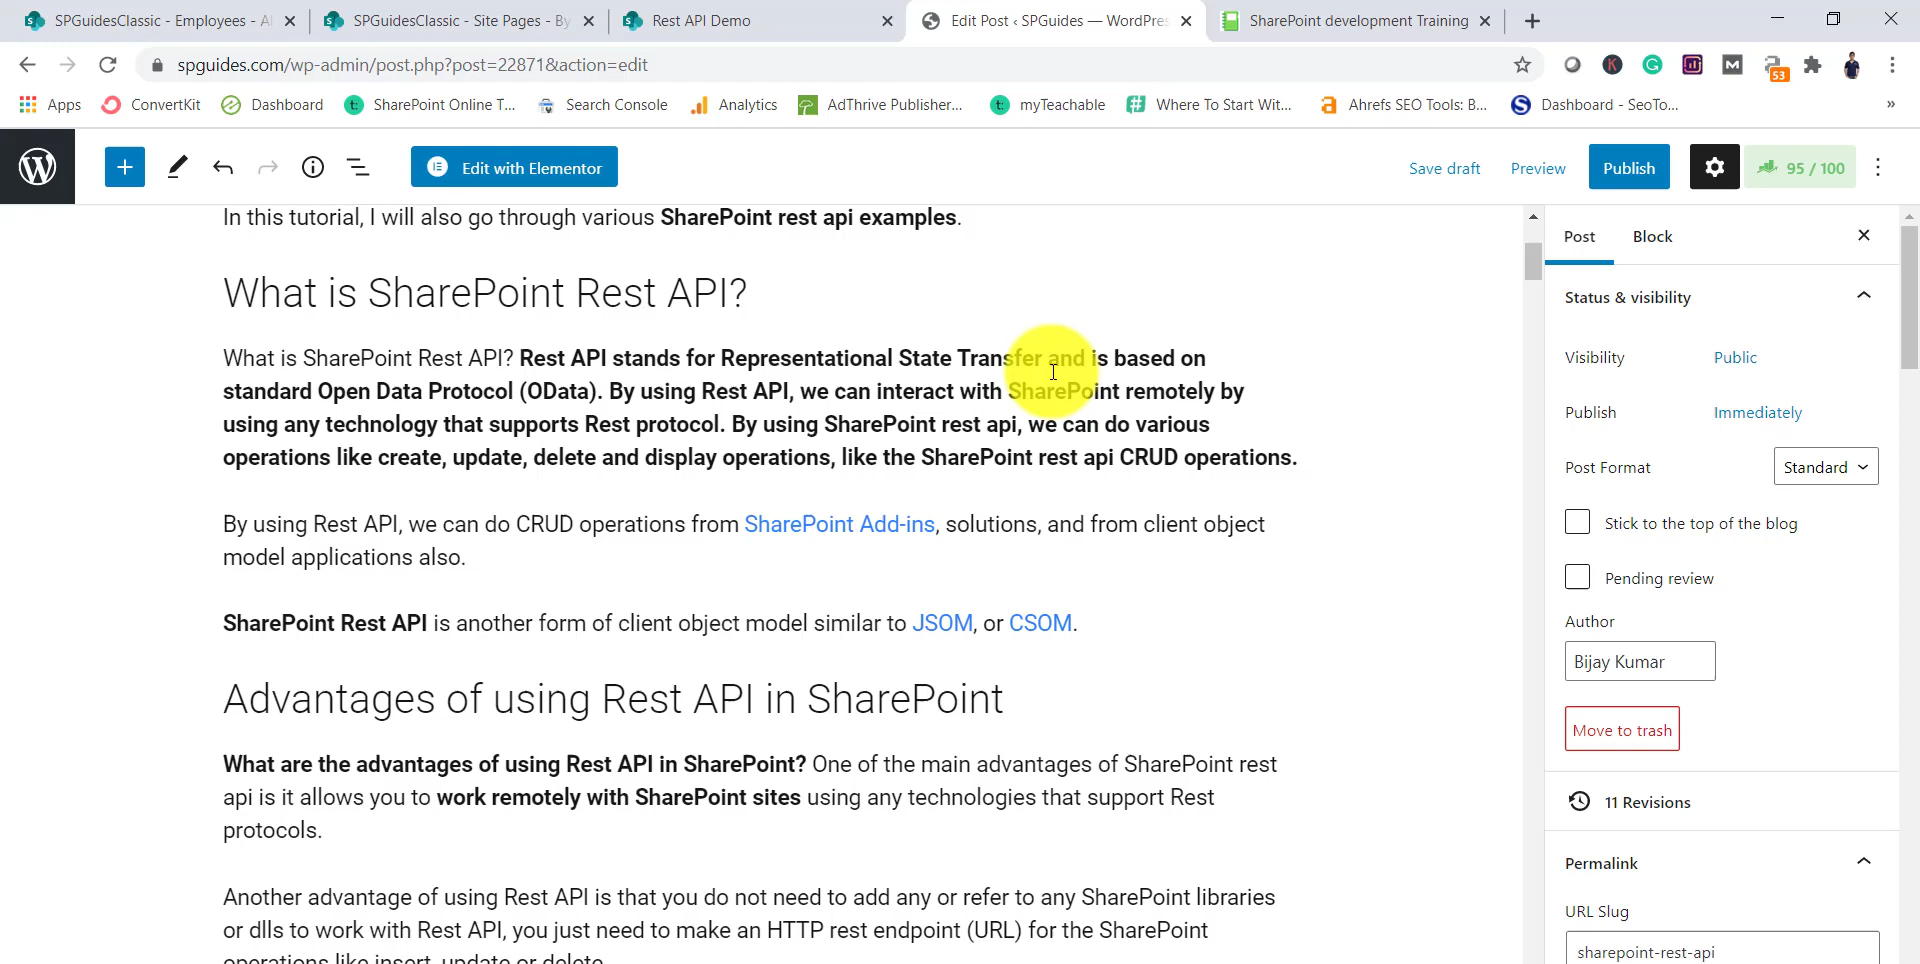 SPGuidesClassic - Employees - Al
SPGuidesClassic - Site Pages - By
Rest API Demo
Edit Post ‹ SPGuides — WordPres
SharePoint development Training
spguides.com/wp-admin/post.php?post=22871&action=edit
53
Apps
ConvertKit
Dashboard
SharePoint Online T...
Search Console
Analytics
AdThrive Publisher...
myTeachable
Where To Start Wit...
Ahrefs SEO Tools: B...
Dashboard - SeoTo...
»
Edit with Elementor
Save draft
Preview
Publish
95 / 100
In this tutorial, I will also go through various SharePoint rest api examples.
What is SharePoint Rest API?
What is SharePoint Rest API? Rest API stands for Representational State Transfer and is based on
standard Open Data Protocol (OData). By using Rest API, we can interact with SharePoint remotely by
using any technology that supports Rest protocol. By using SharePoint rest api, we can do various
operations like create, update, delete and display operations, like the SharePoint rest api CRUD operations.
By using Rest API, we can do CRUD operations from SharePoint Add-ins, solutions, and from client object
model applications also.
SharePoint Rest API is another form of client object model similar to JSOM, or CSOM.
Advantages of using Rest API in SharePoint
What are the advantages of using Rest API in SharePoint? One of the main advantages of SharePoint rest
api is it allows you to work remotely with SharePoint sites using any technologies that support Rest
protocols.
Another advantage of using Rest API is that you do not need to add any or refer to any SharePoint libraries
or dlls to work with Rest API, you just need to make an HTTP rest endpoint (URL) for the SharePoint
operations like insert, update or delete.
Post
Block
Status & visibility
Visibility
Public
Publish
Immediately
Post Format
Standard
Stick to the top of the blog
Pending review
Author
Bijay Kumar
Move to trash
11 Revisions
Permalink
URL Slug
sharepoint-rest-api